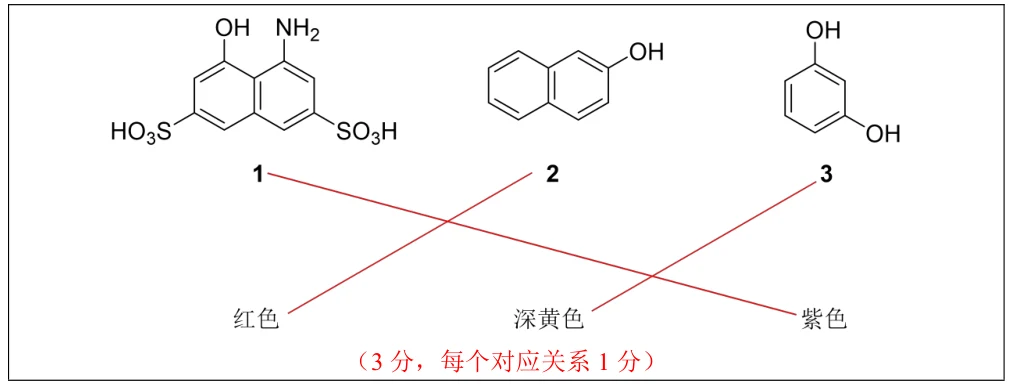 OH NH₂
OH
OH
HO₃S SO₃H
OH
1 2 3
红色 深黄色 紫色
（3 分，每个对应关系 1 分）